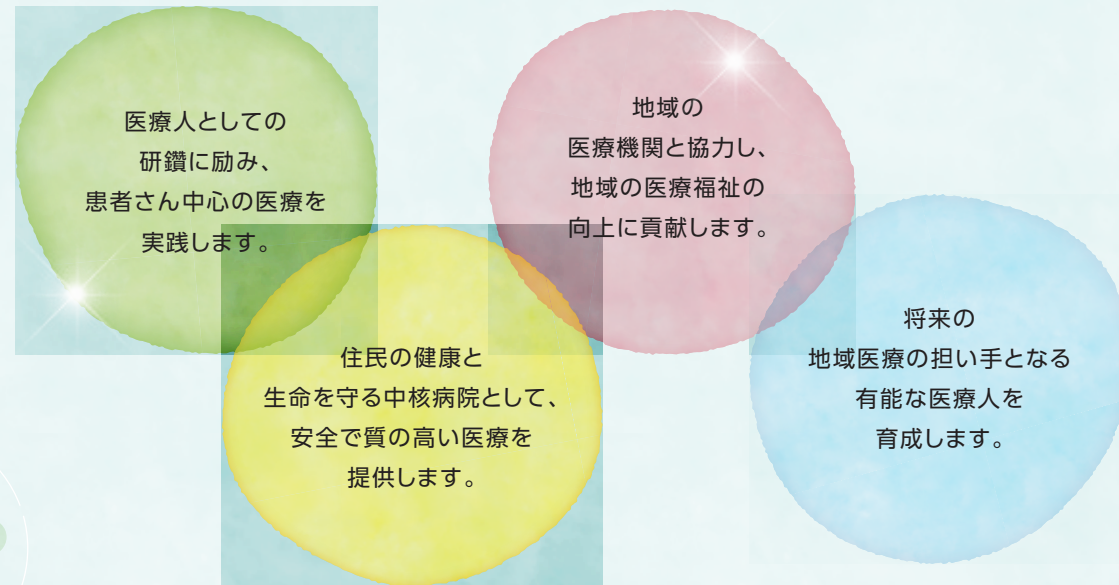 医療人としての
研鑽に励み、
患者さん中心の医療を
実践します。
住民の健康と
生命を守る中核病院として、
安全で質の高い医療を
提供します。
地域の
医療機関と協力し、
地域の医療福祉の
向上に貢献します。
将来の
地域医療の担い手となる
有能な医療人を
育成します。